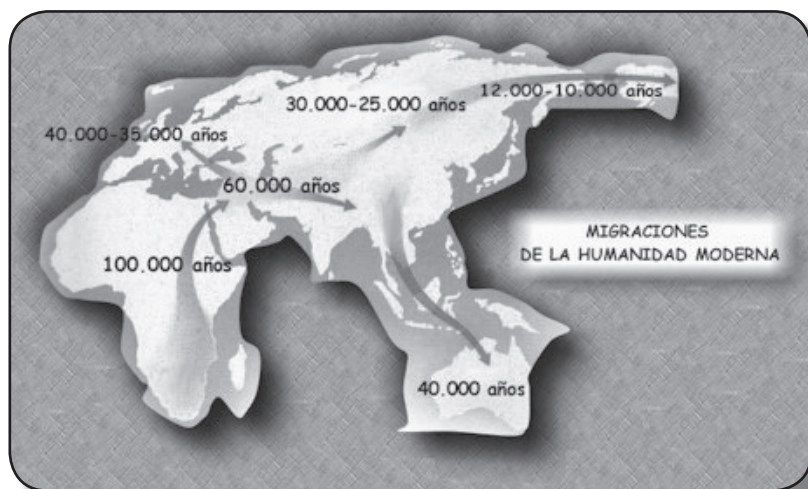 12.000-10.000 años
30.000-25.000 años
40.000-35.000 años
60.000 años
MIGRACIONES
DE LA HUMANIDAD MODERNA
100.000 años
40.000 años